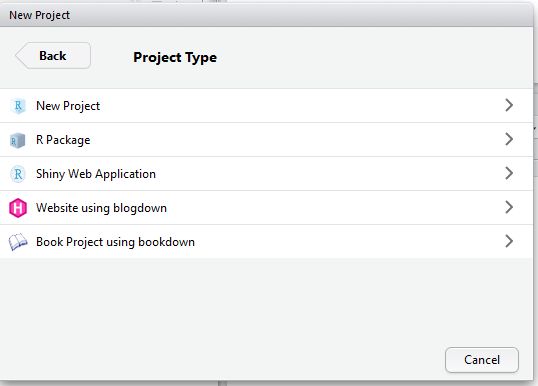 New Project
Back
Project Type
New Project
R Package
Shiny Web Application
Website using blogdown
Book Project using bookdown
Cancel